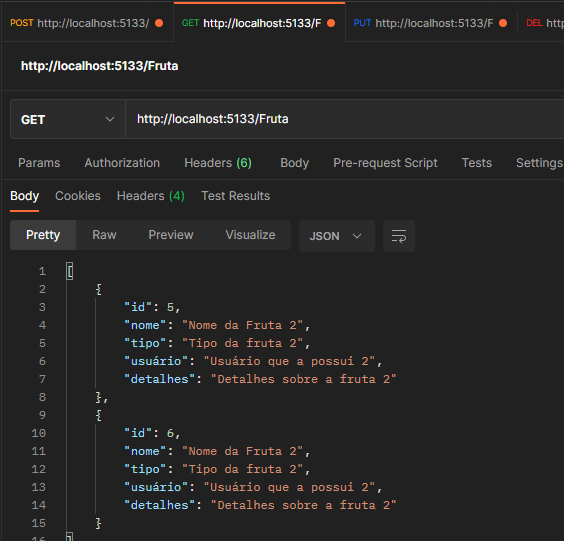 POST http://localhost:5133/ GET http://localhost:5133/F PUT http://localhost:5133/F DEL http
http://localhost:5133/Fruta
GET http://localhost:5133/Fruta
Params Authorization Headers (6) Body Pre-request Script Tests Settings
Body Cookies Headers (4) Test Results
Pretty Raw Preview Visualize JSON
1 [
2 {
3 "id": 5,
4 "nome": "Nome da Fruta 2",
5 "tipo": "Tipo da fruta 2",
6 "usuário": "Usuário que a possui 2",
7 "detalhes": "Detalhes sobre a fruta 2"
8 },
9 {
10 "id": 6,
11 "nome": "Nome da Fruta 2",
12 "tipo": "Tipo da fruta 2",
13 "usuário": "Usuário que a possui 2",
14 "detalhes": "Detalhes sobre a fruta 2"
15 }
16 ]